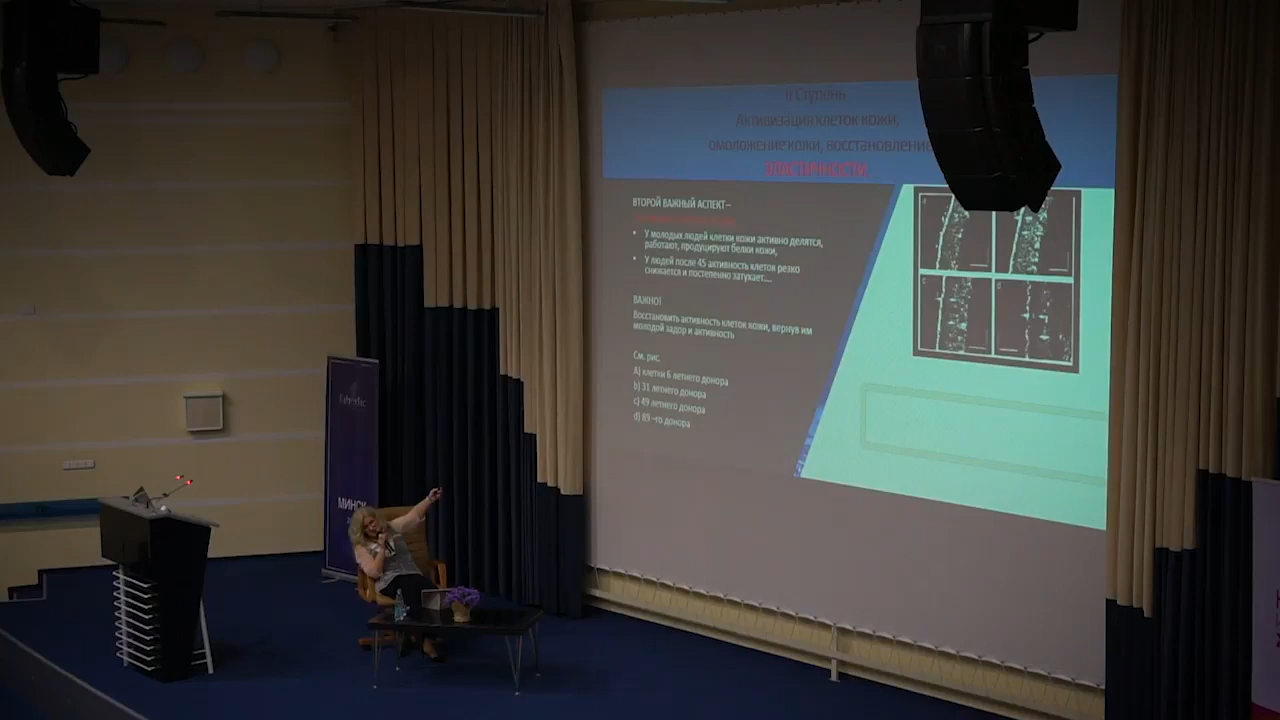 II Ступень
Активизация клеток кожи,
омоложение кожи, восстановление
ЭЛАСТИЧНОСТИ
ВТОРОЙ ВАЖНЫЙ АСПЕКТ–
• У молодых людей клетки кожи активно делятся,
работают, продуцируют белки кожи,
• У людей после 45 активность клеток резко
снижается и постепенно затухает....
ВАЖНО!
Восстановить активность клеток кожи, вернув им
молодой задор и активность
См. рис.
А) клетки 6 летнего донора
b) 31 летнего донора
c) 49 летнего донора
d) 89 –го донора
faberlic
МИНСК